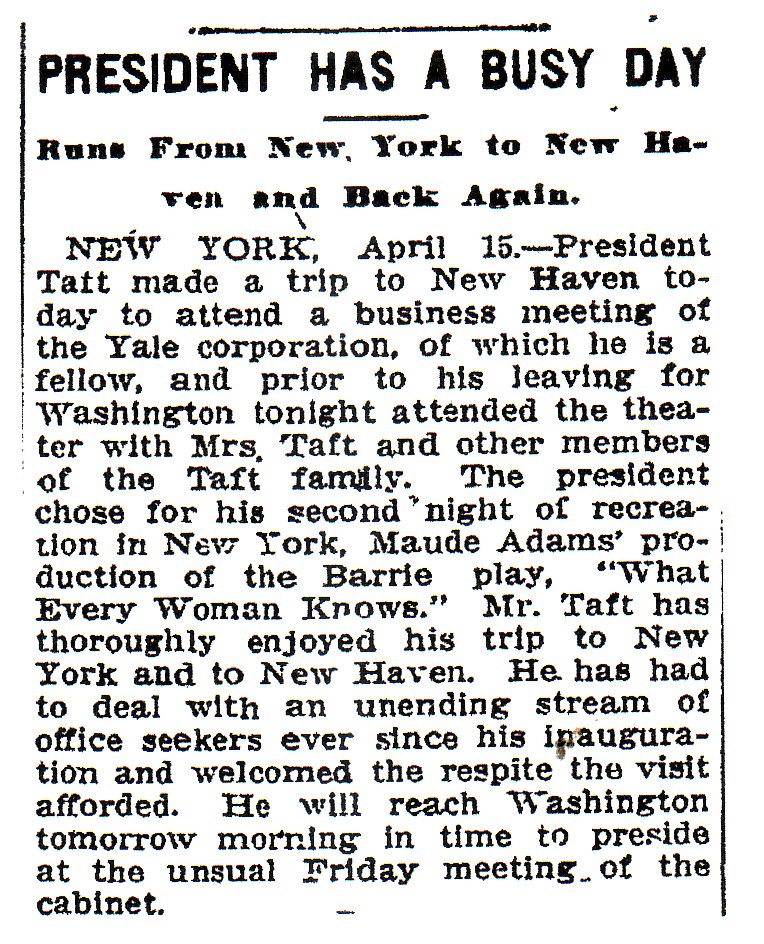 PRESIDENT HAS A BUSY DAY
Runs From New York to New Ha-
ven and Back Again.
NEW YORK, April 15.—President
Taft made a trip to New Haven to-
day to attend a business meeting of
the Yale corporation, of which he is a
fellow, and prior to his leaving for
Washington tonight attended the thea-
ter with Mrs. Taft and other members
of the Taft family. The president
chose for his second night of recrea-
tion in New York, Maude Adams' pro-
duction of the Barrie play, "What
Every Woman Knows." Mr. Taft has
thoroughly enjoyed his trip to New
York and to New Haven. He has had
to deal with an unending stream of
office seekers ever since his inaugura-
tion and welcomed the respite the visit
afforded. He will reach Washington
tomorrow morning in time to preside
at the unsual Friday meeting of the
cabinet.